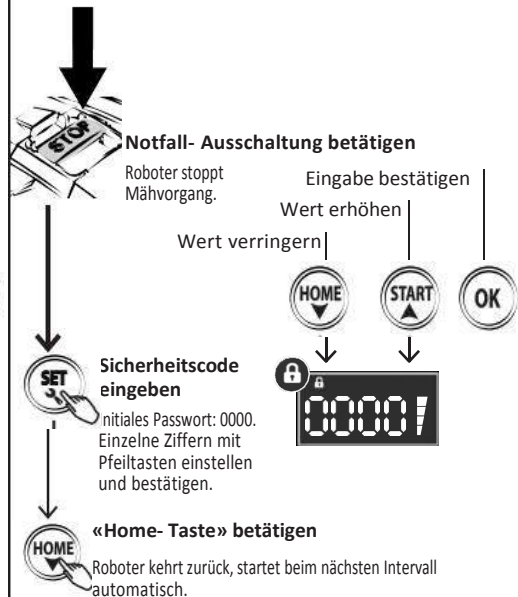 STOP
Notfall- Ausschaltung betätigen
Roboter stoppt
Mähvorgang.
Eingabe bestätigen
Wert erhöhen
Wert verringern
HOME
START
OK
SET
Sicherheitscode
eingeben
nitiales Passwort: 0000.
Einzelne Ziffern mit
Pfeiltasten einstellen
und bestätigen.
0000
«Home- Taste» betätigen
HOME
Roboter kehrt zurück, startet beim nächsten Intervall
automatisch.